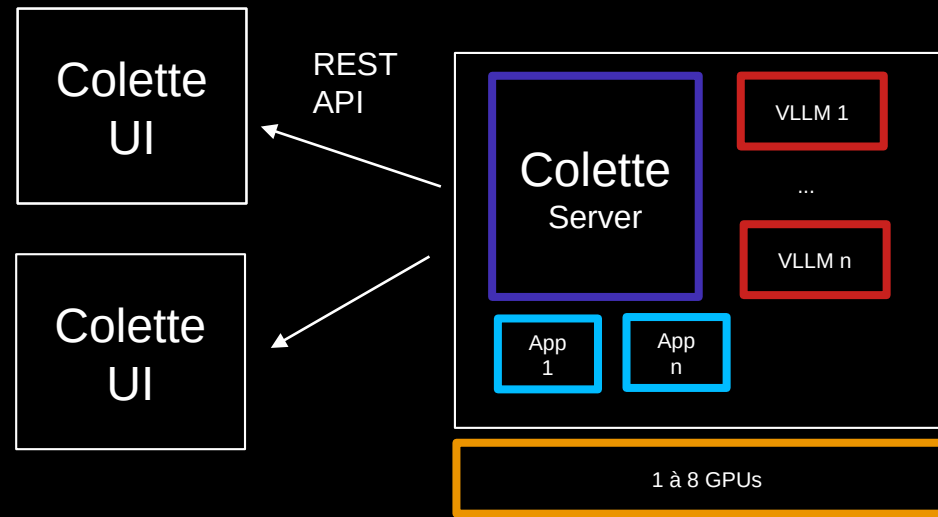 Colette
UI
REST
API
Colette
Server
VLLM 1
...
VLLM n
App
1
App
n
Colette
UI
1 à 8 GPUs